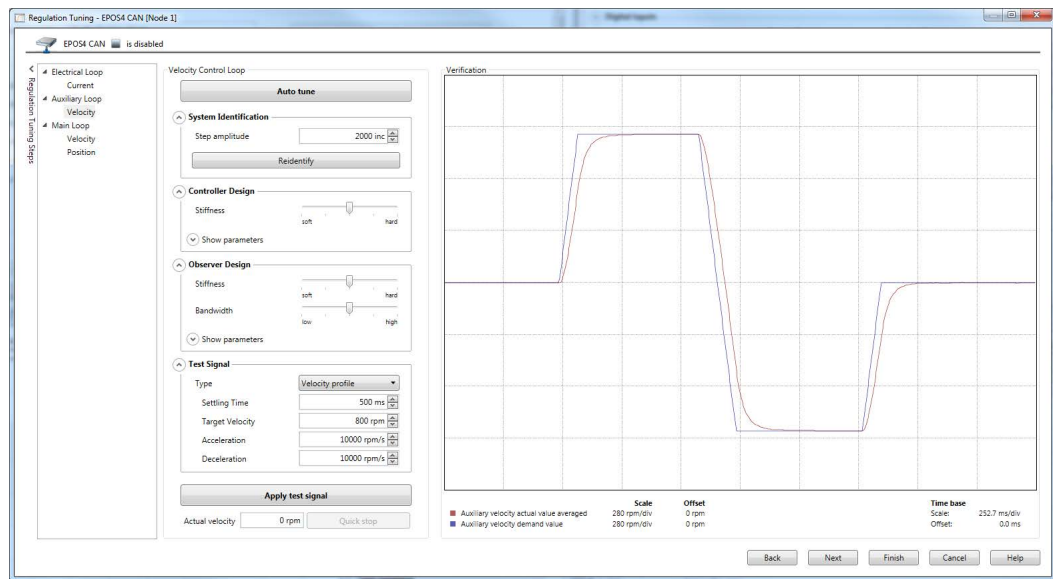 Digital Inputs
Regulation Tuning - EPOS4 CAN [Node 1]
EPOS4 CAN is disabled
Regulation Tuning Steps
Electrical Loop
Current
Auxiliary Loop
Velocity
Main Loop
Velocity
Position
Velocity Control Loop
Auto tune
System Identification
Step amplitude 2000 inc
Reidentify
Controller Design
Stiffness
soft hard
Show parameters
Observer Design
Stiffness
soft hard
Bandwidth
low high
Show parameters
Test Signal
Type Velocity profile
Settling Time 500 ms
Target Velocity 800 rpm
Acceleration 10000 rpm/s
Deceleration 10000 rpm/s
Apply test signal
Actual velocity 0 rpm Quick stop
Verification
Scale Offset Time base
Auxiliary velocity actual value averaged 280 rpm/div 0 rpm Scale: 252.7 ms/div
Auxiliary velocity demand value 280 rpm/div 0 rpm Offset: 0.0 ms
Back Next Finish Cancel Help